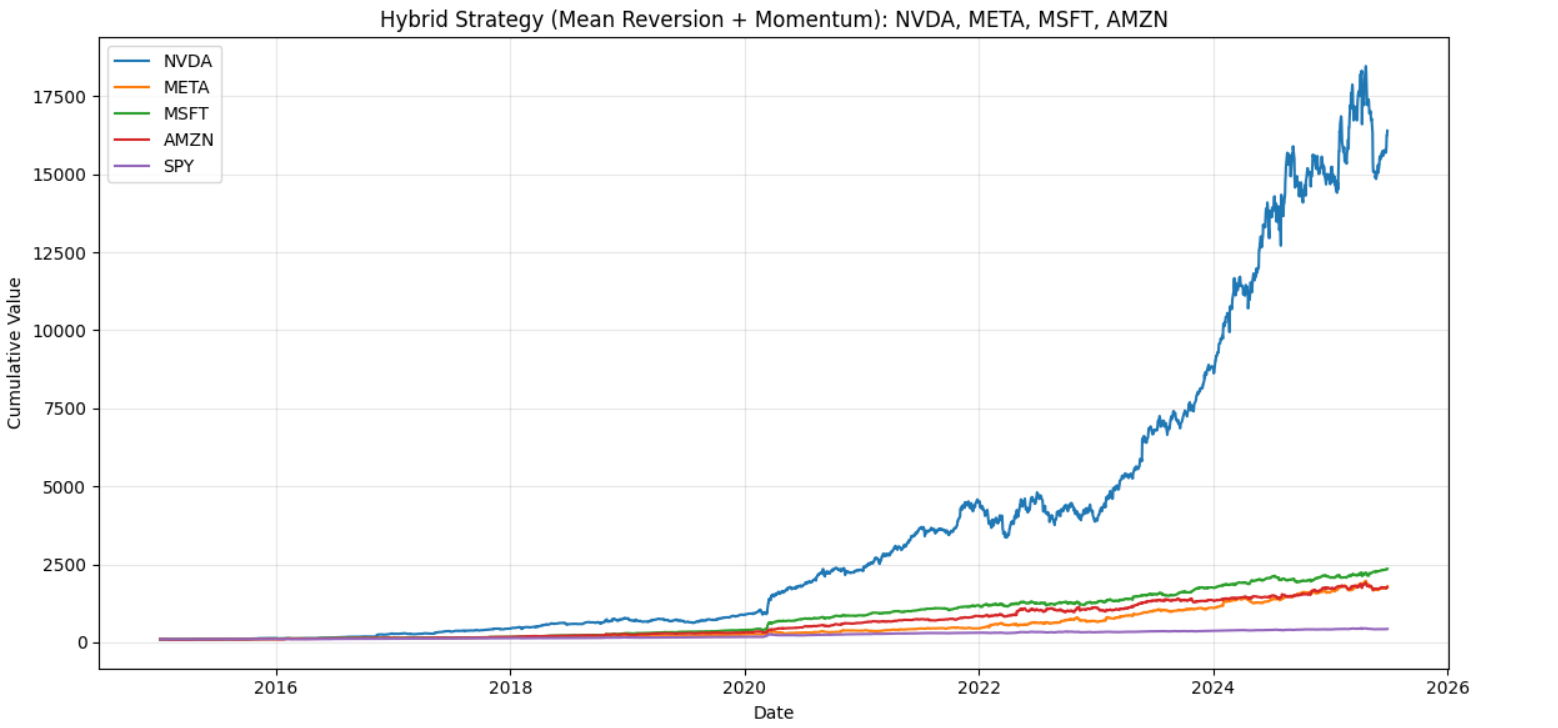 Hybrid Strategy (Mean Reversion + Momentum): NVDA, META, MSFT, AMZN
NVDA
META
MSFT
AMZN
SPY
Cumulative Value
17500
15000
12500
10000
7500
5000
2500
0
2016
2018
2020
2022
2024
2026
Date